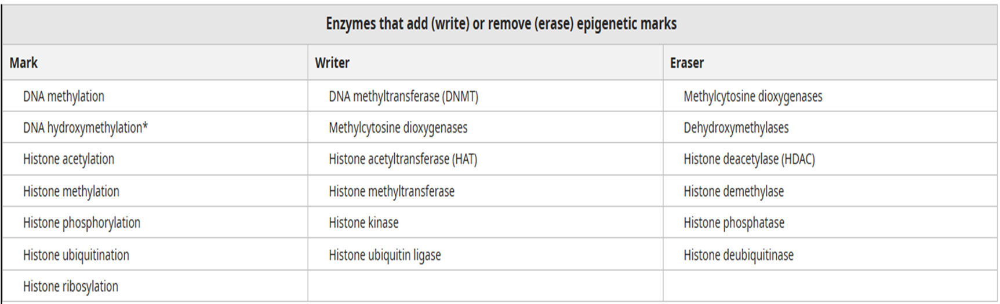 Enzymes that add (write) or remove (erase) epigenetic marks
Mark Writer Eraser
DNA methylation DNA methyltransferase (DNMT) Methylcytosine dioxygenases
DNA hydroxymethylation* Methylcytosine dioxygenases Dehydroxymethylases
Histone acetylation Histone acetyltransferase (HAT) Histone deacetylase (HDAC)
Histone methylation Histone methyltransferase Histone demethylase
Histone phosphorylation Histone kinase Histone phosphatase
Histone ubiquitination Histone ubiquitin ligase Histone deubiquitinase
Histone ribosylation